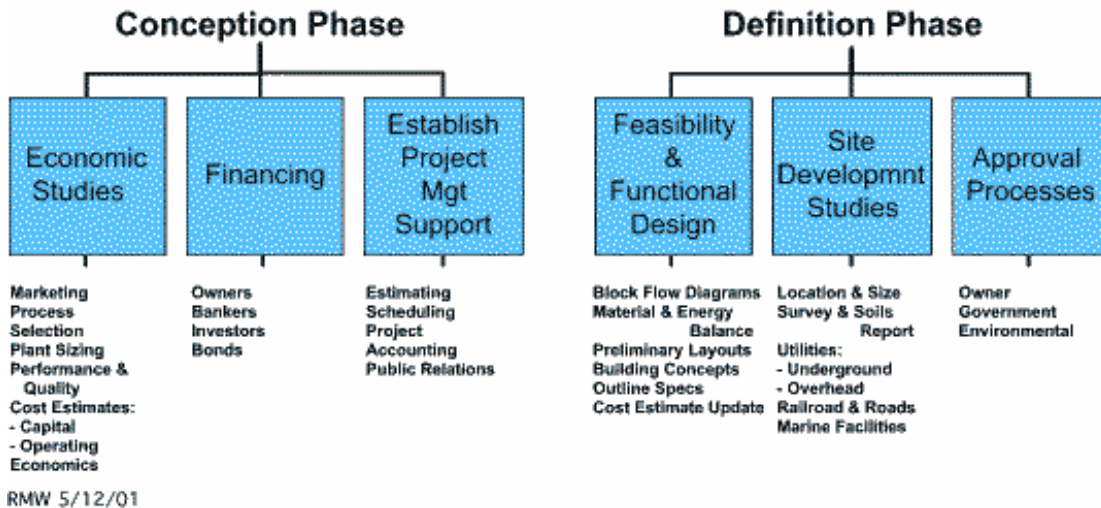 Conception Phase
Economic
Studies
Financing
Establish
Project
Mgt
Support
Marketing
Process
Selection
Plant Sizing
Performance &
Quality
Cost Estimates:
- Capital
- Operating
Economics
Owners
Bankers
Investors
Bonds
Estimating
Scheduling
Project
Accounting
Public Relations
Definition Phase
Feasibility
&
Functional
Design
Site
Developmnt
Studies
Approval
Processes
Block Flow Diagrams
Material & Energy
Balance
Preliminary Layouts
Building Concepts
Outline Specs
Cost Estimate Update
Location & Size
Survey & Soils
Report
Utilities:
- Underground
- Overhead
Railroad & Roads
Marine Facilities
Owner
Government
Environmental
RMW 5/12/01